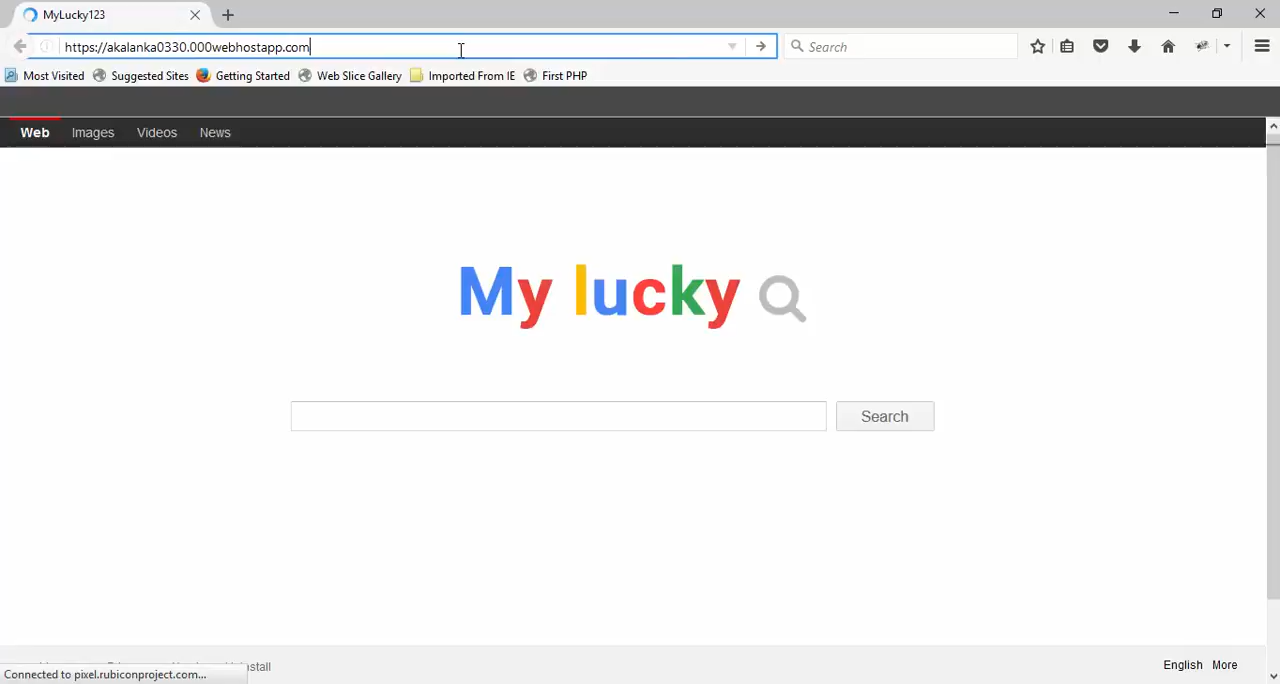 MyLucky123
https://akalanka0330.000webhostapp.com
Search
Most Visited Suggested Sites Getting Started Web Slice Gallery Imported From IE First PHP
Web Images Videos News
My lucky
Search
English More
Connected to pixel.rubiconproject.com...